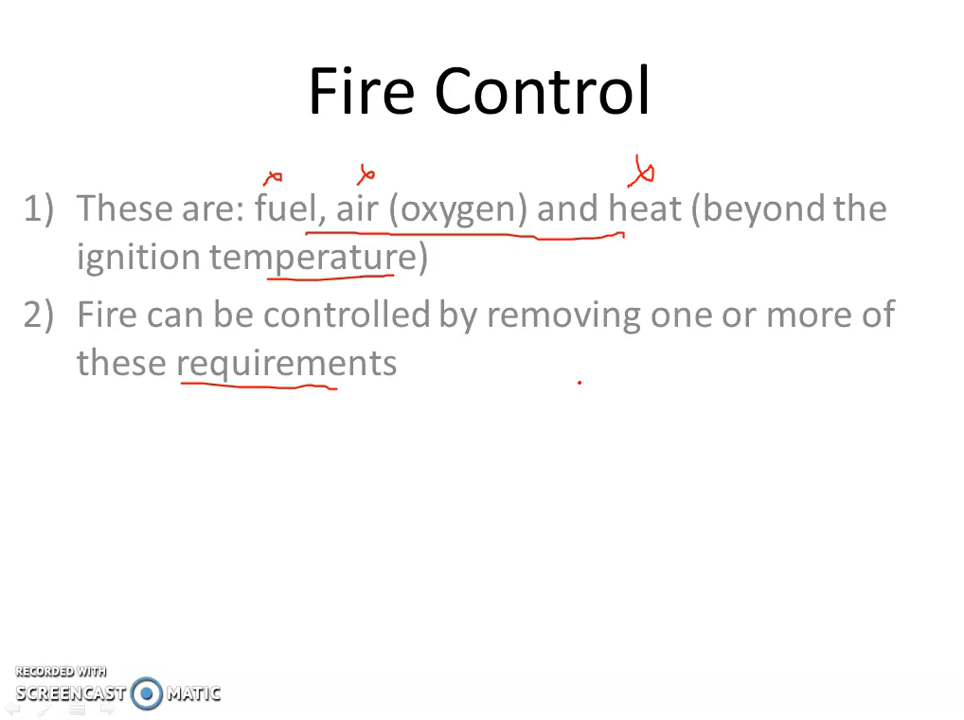 Fire Control
1) These are: fuel, air (oxygen) and heat (beyond the
ignition temperature)
2) Fire can be controlled by removing one or more of
these requirements
RECORDED WITH
SCREENCAST MATIC